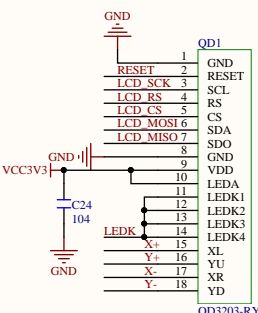 GND
QD1
1 GND
RESET 2 RESET
LCD_SCK 3 SCL
LCD_RS 4 RS
LCD_CS 5 CS
LCD_MOSI 6 SDA
LCD_MISO 7 SDO
GND 8 GND
VCC3V3 9 VDD
10 LEDA
11 LEDK1
12 LEDK2
C24
13 LEDK3
104
LEDK 14 LEDK4
X+ 15 XL
Y+ 16 YU
X- 17 XR
GND
Y- 18 YD